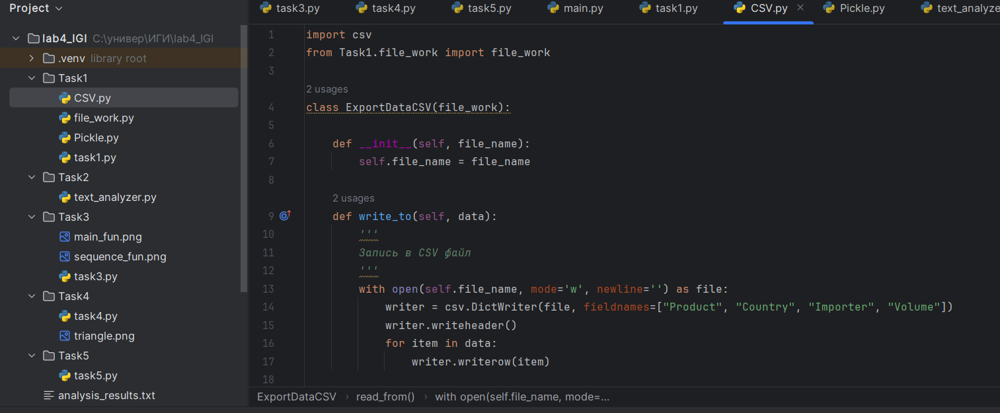 Project
task3.py task4.py task5.py main.py task1.py CSV.py Pickle.py text_analyze
lab4_IGI C:\универ\ИГИ\lab4_IGI
.venv library root
Task1
CSV.py
file_work.py
Pickle.py
task1.py
Task2
text_analyzer.py
Task3
main_fun.png
sequence_fun.png
task3.py
Task4
task4.py
triangle.png
Task5
task5.py
analysis_results.txt
1 import csv
2 from Task1.file_work import file_work
3
2 usages
4 class ExportDataCSV(file_work):
5
6 def __init__(self, file_name):
7 self.file_name = file_name
8
2 usages
9 def write_to(self, data):
10 '''
11 Запись в CSV файл
12 '''
13 with open(self.file_name, mode='w', newline='') as file:
14 writer = csv.DictWriter(file, fieldnames=["Product", "Country", "Importer", "Volume"])
15 writer.writeheader()
16 for item in data:
17 writer.writerow(item)
18
ExportDataCSV › read_from() › with open(self.file_name, mode=...